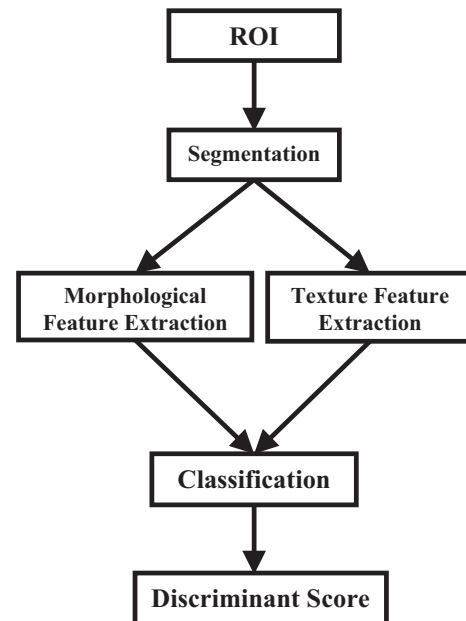 ROI
Segmentation
Morphological
Feature Extraction
Texture Feature
Extraction
Classification
Discriminant Score